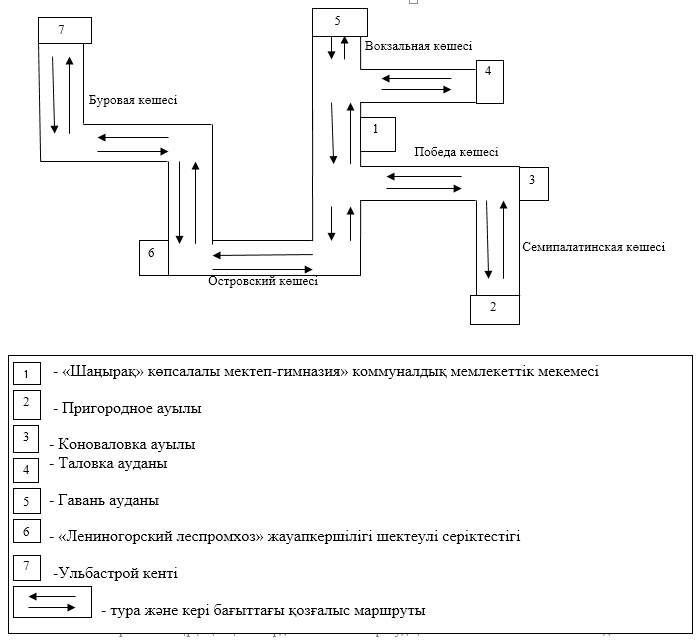 5
7
Вокзальная көшесі
4
Буровая көшесі
1
Победа көшесі
3
Семипалатинская көшесі
6
Островский көшесі
2
1 - «Шаңырақ» көпсалалы мектеп-гимназия» коммуналдық мемлекеттік мекемесі
2 - Пригородное ауылы
3 - Коноваловка ауылы
4 - Таловка ауданы
5 - Гавань ауданы
6 - «Лениногорский леспромхоз» жауапкершілігі шектеулі серіктестігі
7 -Ульбастрой кенті
- тура және кері бағыттағы қозғалыс маршруты